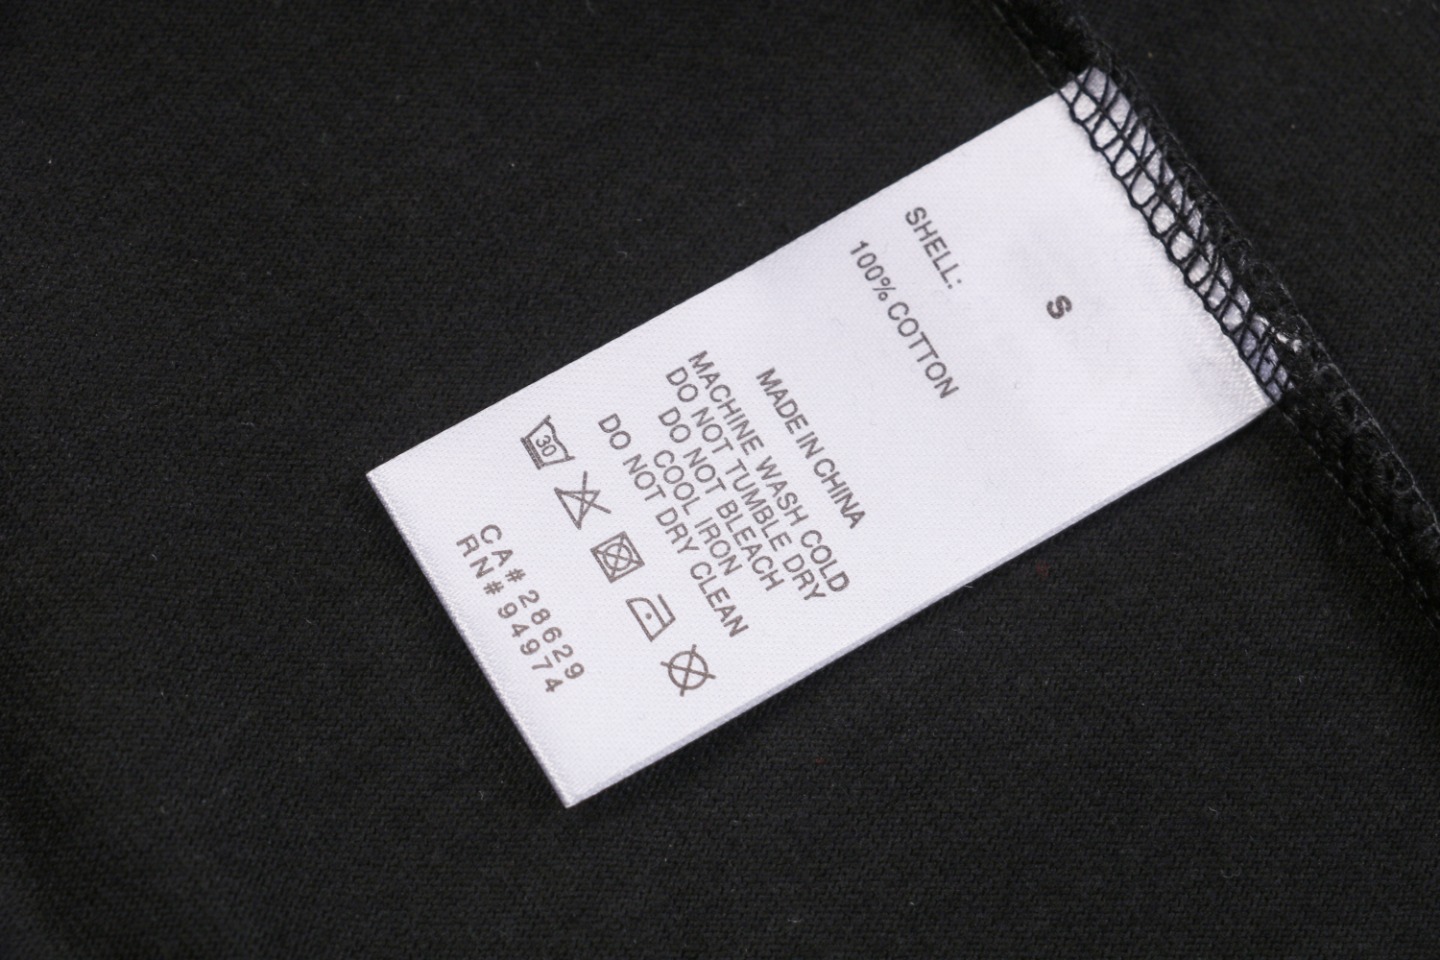 S
SHELL:
100% COTTON
MADE IN CHINA
MACHINE WASH COLD
DO NOT TUMBLE DRY
DO NOT BLEACH
COOL IRON
DO NOT DRY CLEAN
30
CA#28629
RN#94974